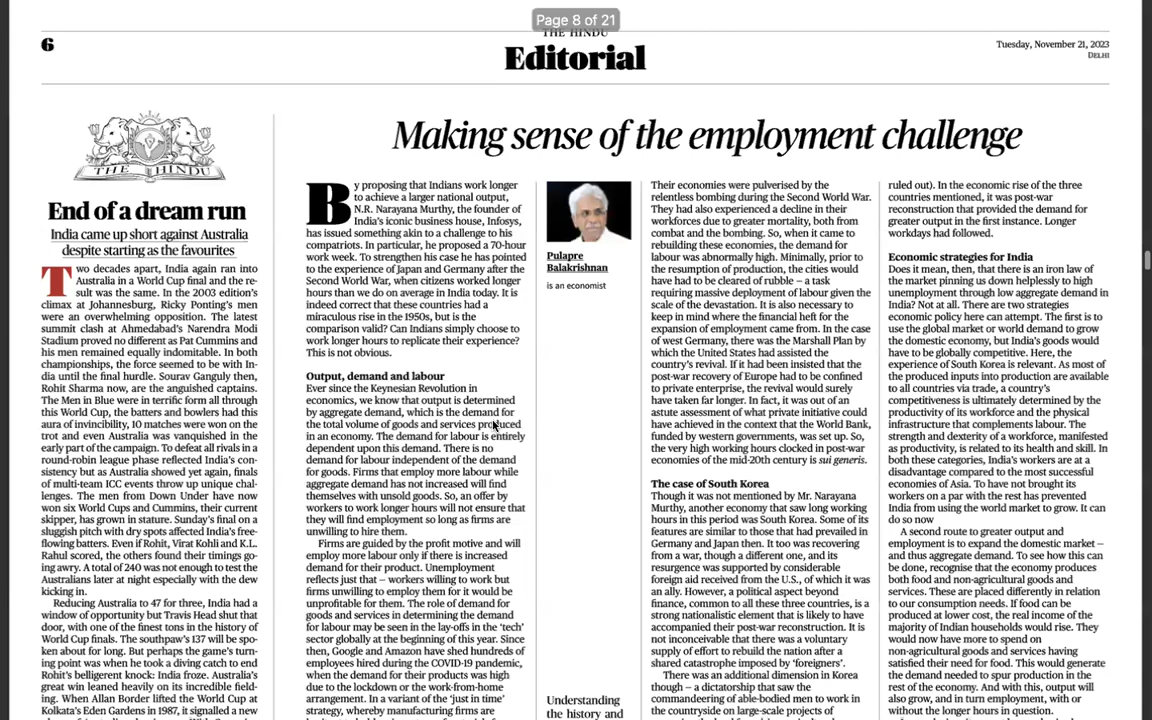 Page 8 of 21
THE HINDU
6
Editorial
Tuesday, November 21, 2023
DELHI
THE HINDU
End of a dream run
India came up short against Australia
despite starting as the favourites
Two decades apart, India again ran into
Australia in a World Cup final and the re-
sult was the same. In the 2003 edition's
climax at Johannesburg, Ricky Ponting's men
were an overwhelming opposition. The latest
summit clash at Ahmedabad's Narendra Modi
Stadium proved no different as Pat Cummins and
his men remained equally indomitable. In both
championships, the force seemed to be with In-
dia until the final hurdle. Sourav Ganguly then,
Rohit Sharma now, are the anguished captains.
The Men in Blue were in terrific form all through
this World Cup, the batters and bowlers had this
aura of invincibility, 10 matches were won on the
trot and even Australia was vanquished in the
early part of the campaign. To defeat all rivals in a
round-robin league phase reflected India's con-
sistency but as Australia showed yet again, finals
of multi-team ICC events throw up unique chal-
lenges. The men from Down Under have now
won six World Cups and Cummins, their current
skipper, has grown in stature. Sunday's final on a
sluggish pitch with dry spots affected India's free-
flowing batters. Even if Rohit, Virat Kohli and K.L.
Rahul scored, the others found their timings go-
ing awry. A total of 240 was not enough to test the
Australians later at night especially with the dew
kicking in.
Reducing Australia to 47 for three, India had a
window of opportunity but Travis Head shut that
door, with one of the finest tons in the history of
World Cup finals. The southpaw's 137 will be spo-
ken about for long. But perhaps the game's turn-
ing point was when he took a diving catch to end
Rohit's belligerent knock: India froze. Australia's
great win leaned heavily on its incredible field-
ing. When Allan Border lifted the World Cup at
Kolkata's Eden Gardens in 1987, it signalled a new
Making sense of the employment challenge
By proposing that Indians work longer
to achieve a larger national output,
N.R. Narayana Murthy, the founder of
India's iconic business house, Infosys,
has issued something akin to a challenge to his
compatriots. In particular, he proposed a 70-hour
work week. To strengthen his case he has pointed
to the experience of Japan and Germany after the
Second World War, when citizens worked longer
hours than we do on average in India today. It is
indeed correct that these countries had a
miraculous rise in the 1950s, but is the
comparison valid? Can Indians simply choose to
work longer hours to replicate their experience?
This is not obvious.
Output, demand and labour
Ever since the Keynesian Revolution in
economics, we know that output is determined
by aggregate demand, which is the demand for
the total volume of goods and services produced
in an economy. The demand for labour is entirely
dependent upon this demand. There is no
demand for labour independent of the demand
for goods. Firms that employ more labour while
aggregate demand has not increased will find
themselves with unsold goods. So, an offer by
workers to work longer hours will not ensure that
they will find employment so long as firms are
unwilling to hire them.
Firms are guided by the profit motive and will
employ more labour only if there is increased
demand for their product. Unemployment
reflects just that – workers willing to work but
firms unwilling to employ them for it would be
unprofitable for them. The role of demand for
goods and services in determining the demand
for labour may be seen in the lay-offs in the 'tech'
sector globally at the beginning of this year. Since
then, Google and Amazon have shed hundreds of
employees hired during the COVID-19 pandemic,
when the demand for their products was high
due to the lockdown or the work-from-home
arrangement. In a variant of the 'just in time'
strategy, whereby manufacturing firms are
Pulapre
Balakrishnan
is an economist
Understanding
the history and
Their economies were pulverised by the
relentless bombing during the Second World War.
They had also experienced a decline in their
workforces due to greater mortality, both from
combat and the bombing. So, when it came to
rebuilding these economies, the demand for
labour was abnormally high. Minimally, prior to
the resumption of production, the cities would
have had to be cleared of rubble – a task
requiring massive deployment of labour given the
scale of the devastation. It is also necessary to
keep in mind where the financial heft for the
expansion of employment came from. In the case
of west Germany, there was the Marshall Plan by
which the United States had assisted the
country's revival. If it had been insisted that the
post-war recovery of Europe had to be confined
to private enterprise, the revival would surely
have taken far longer. In fact, it was out of an
astute assessment of what private initiative could
have achieved in the context that the World Bank,
funded by western governments, was set up. So,
the very high working hours clocked in post-war
economies of the mid-20th century is sui generis.
The case of South Korea
Though it was not mentioned by Mr. Narayana
Murthy, another economy that saw long working
hours in this period was South Korea. Some of its
features are similar to those that had prevailed in
Germany and Japan then. It too was recovering
from a war, though a different one, and its
resurgence was supported by considerable
foreign aid received from the U.S., of which it was
an ally. However, a political aspect beyond
finance, common to all these three countries, is a
strong nationalistic element that is likely to have
accompanied their post-war reconstruction. It is
not inconceivable that there was a voluntary
supply of effort to rebuild the nation after a
shared catastrophe imposed by 'foreigners'.
There was an additional dimension in Korea
though – a dictatorship that saw the
commandeering of able-bodied men to work in
the countryside on large-scale projects of
ruled out). In the economic rise of the three
countries mentioned, it was post-war
reconstruction that provided the demand for
greater output in the first instance. Longer
workdays had followed.
Economic strategies for India
Does it mean, then, that there is an iron law of
the market pinning us down helplessly to high
unemployment through low aggregate demand in
India? Not at all. There are two strategies
economic policy here can attempt. The first is to
use the global market or world demand to grow
the domestic economy, but India's goods would
have to be globally competitive. Here, the
experience of South Korea is relevant. As most of
the produced inputs into production are available
to all countries via trade, a country's
competitiveness is ultimately determined by the
productivity of its workforce and the physical
infrastructure that complements labour. The
strength and dexterity of a workforce, manifested
as productivity, is related to its health and skill. In
both these categories, India's workers are at a
disadvantage compared to the most successful
economies of Asia. To have not brought its
workers on a par with the rest has prevented
India from using the world market to grow. It can
do so now
A second route to greater output and
employment is to expand the domestic market –
and thus aggregate demand. To see how this can
be done, recognise that the economy produces
both food and non-agricultural goods and
services. These are placed differently in relation
to our consumption needs. If food can be
produced at lower cost, the real income of the
majority of Indian households would rise. They
would now have more to spend on
non-agricultural goods and services having
satisfied their need for food. This would generate
the demand needed to spur production in the
rest of the economy. And with this, output will
also grow, and in turn employment, with or
without the longer hours in question.